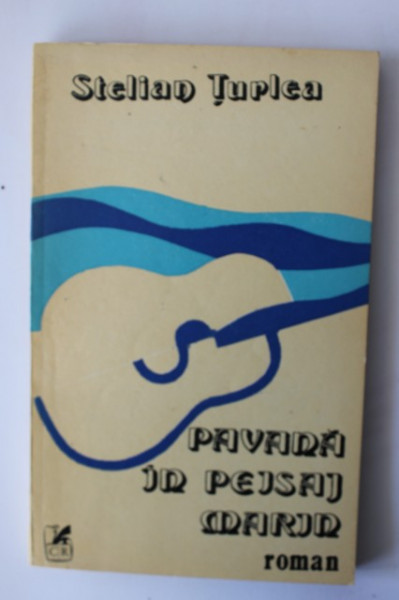 Stelian Țurlea
PAVANĂ
ÎN PEISAJ
MARIN
roman
CR